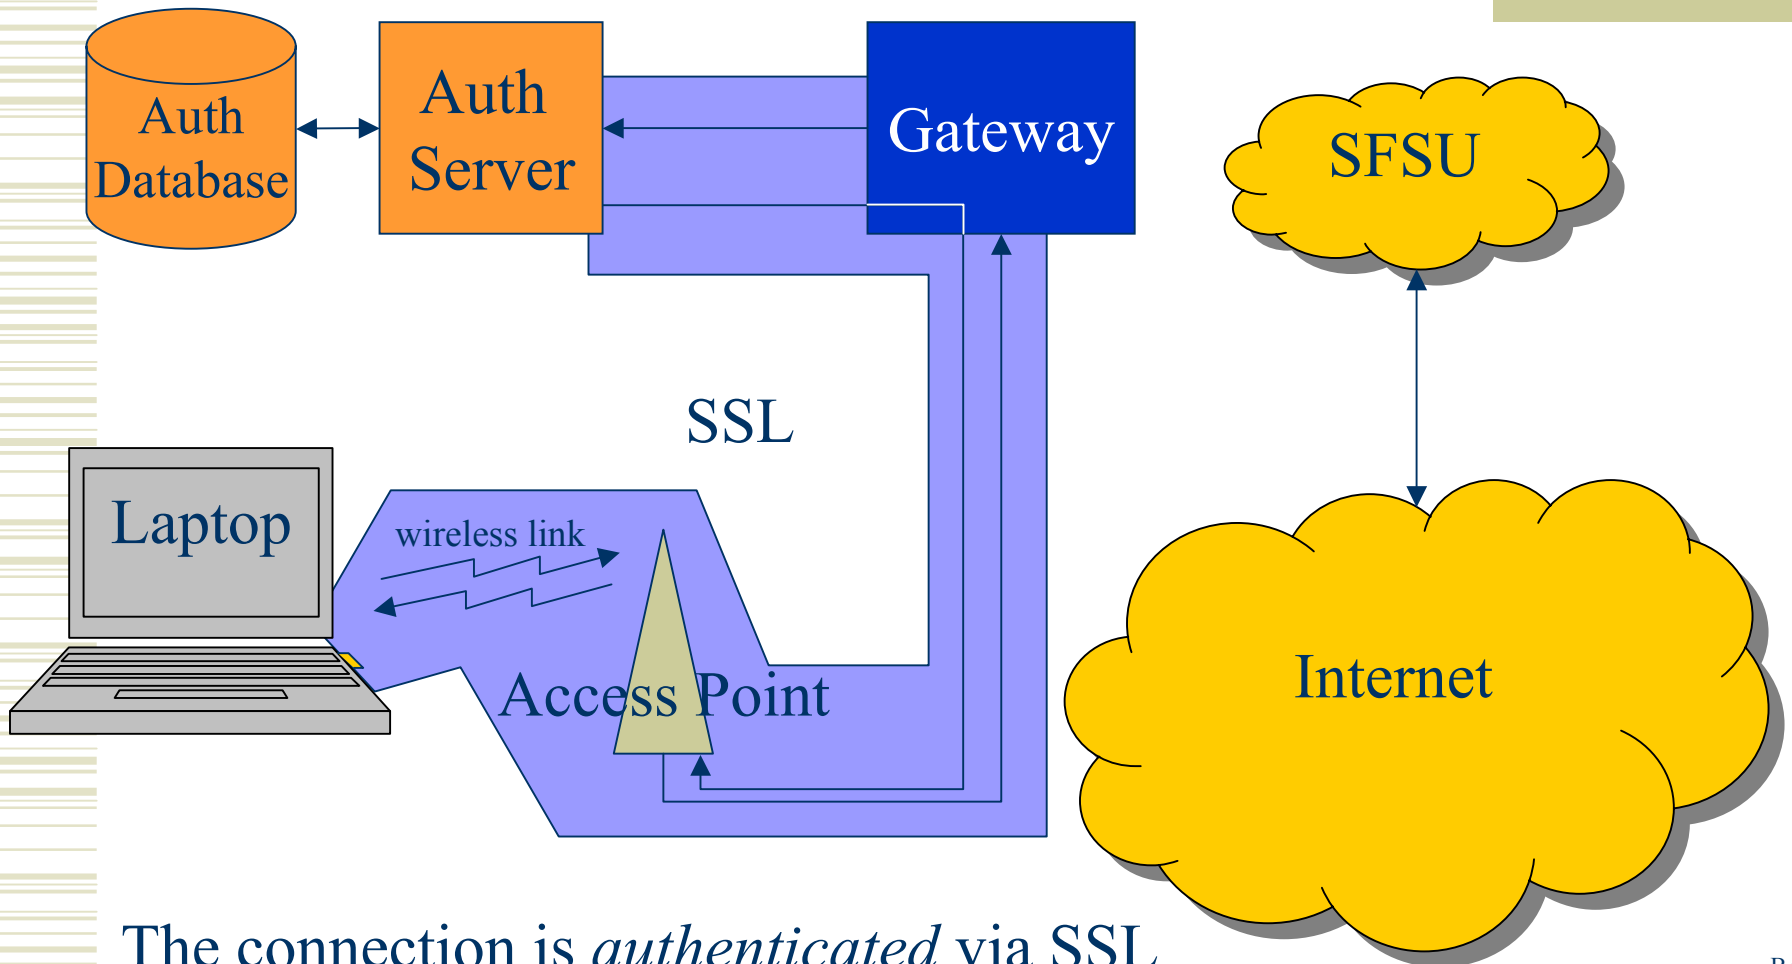 Auth
Database
Auth
Server
Gateway
SFSU
SSL
Laptop
wireless link
Access Point
Internet
The connection is authenticated via SSL